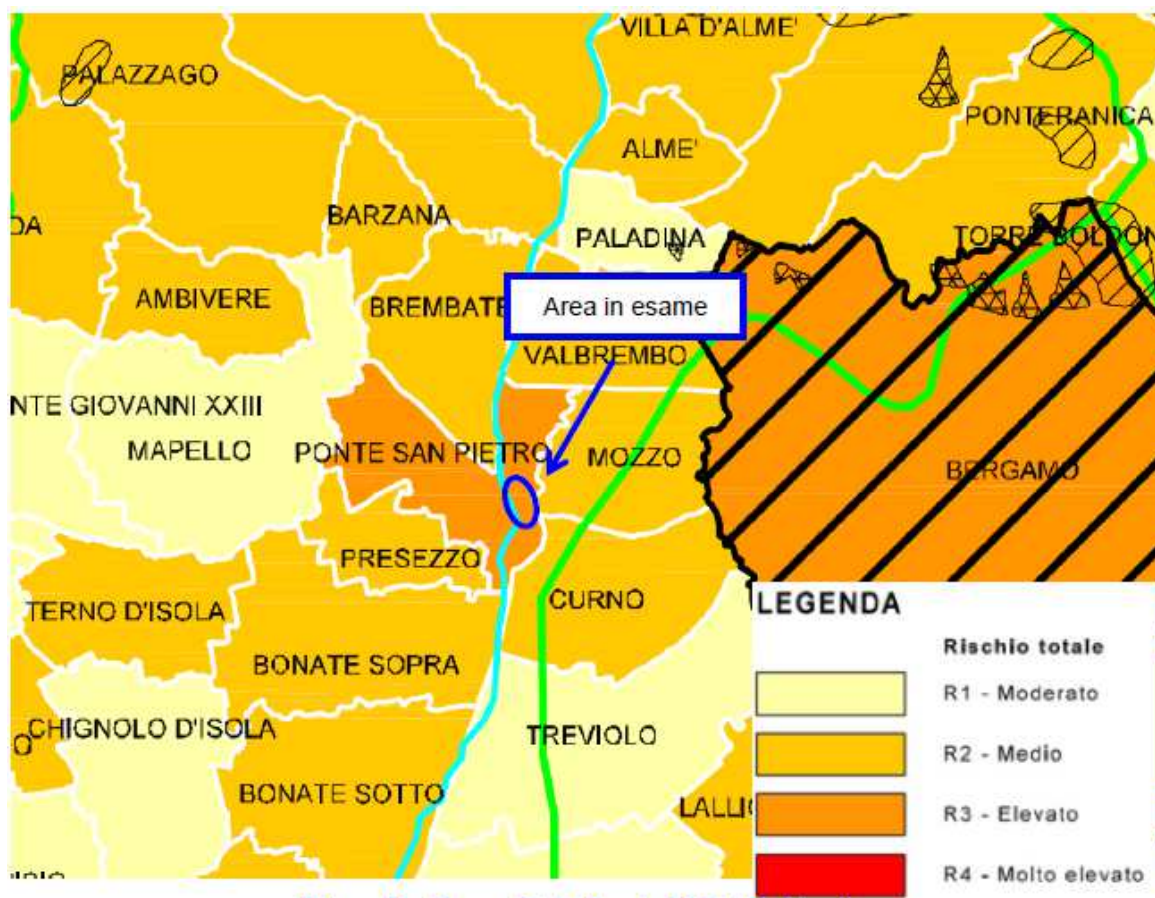 VILLA D'ALME'
PALAZZAGO
PONTERANICA
ALME'
DA
BARZANA
PALADINA
AMBIVERE
BREMBATE
Area in esame
VALBREMBO
NTE GIOVANNI XXIII
MAPELLO
PONTE SAN PIETRO
MOZZO
BERGAMO
PRESEZZO
TERNO D'ISOLA
CURNO
BONATE SOPRA
CHIGNOLO D'ISOLA
O
TREVIOLO
BONATE SOTTO
LALLIO
LEGENDA
Rischio totale
R1 - Moderato
R2 - Medio
R3 - Elevato
R4 - Molto elevato